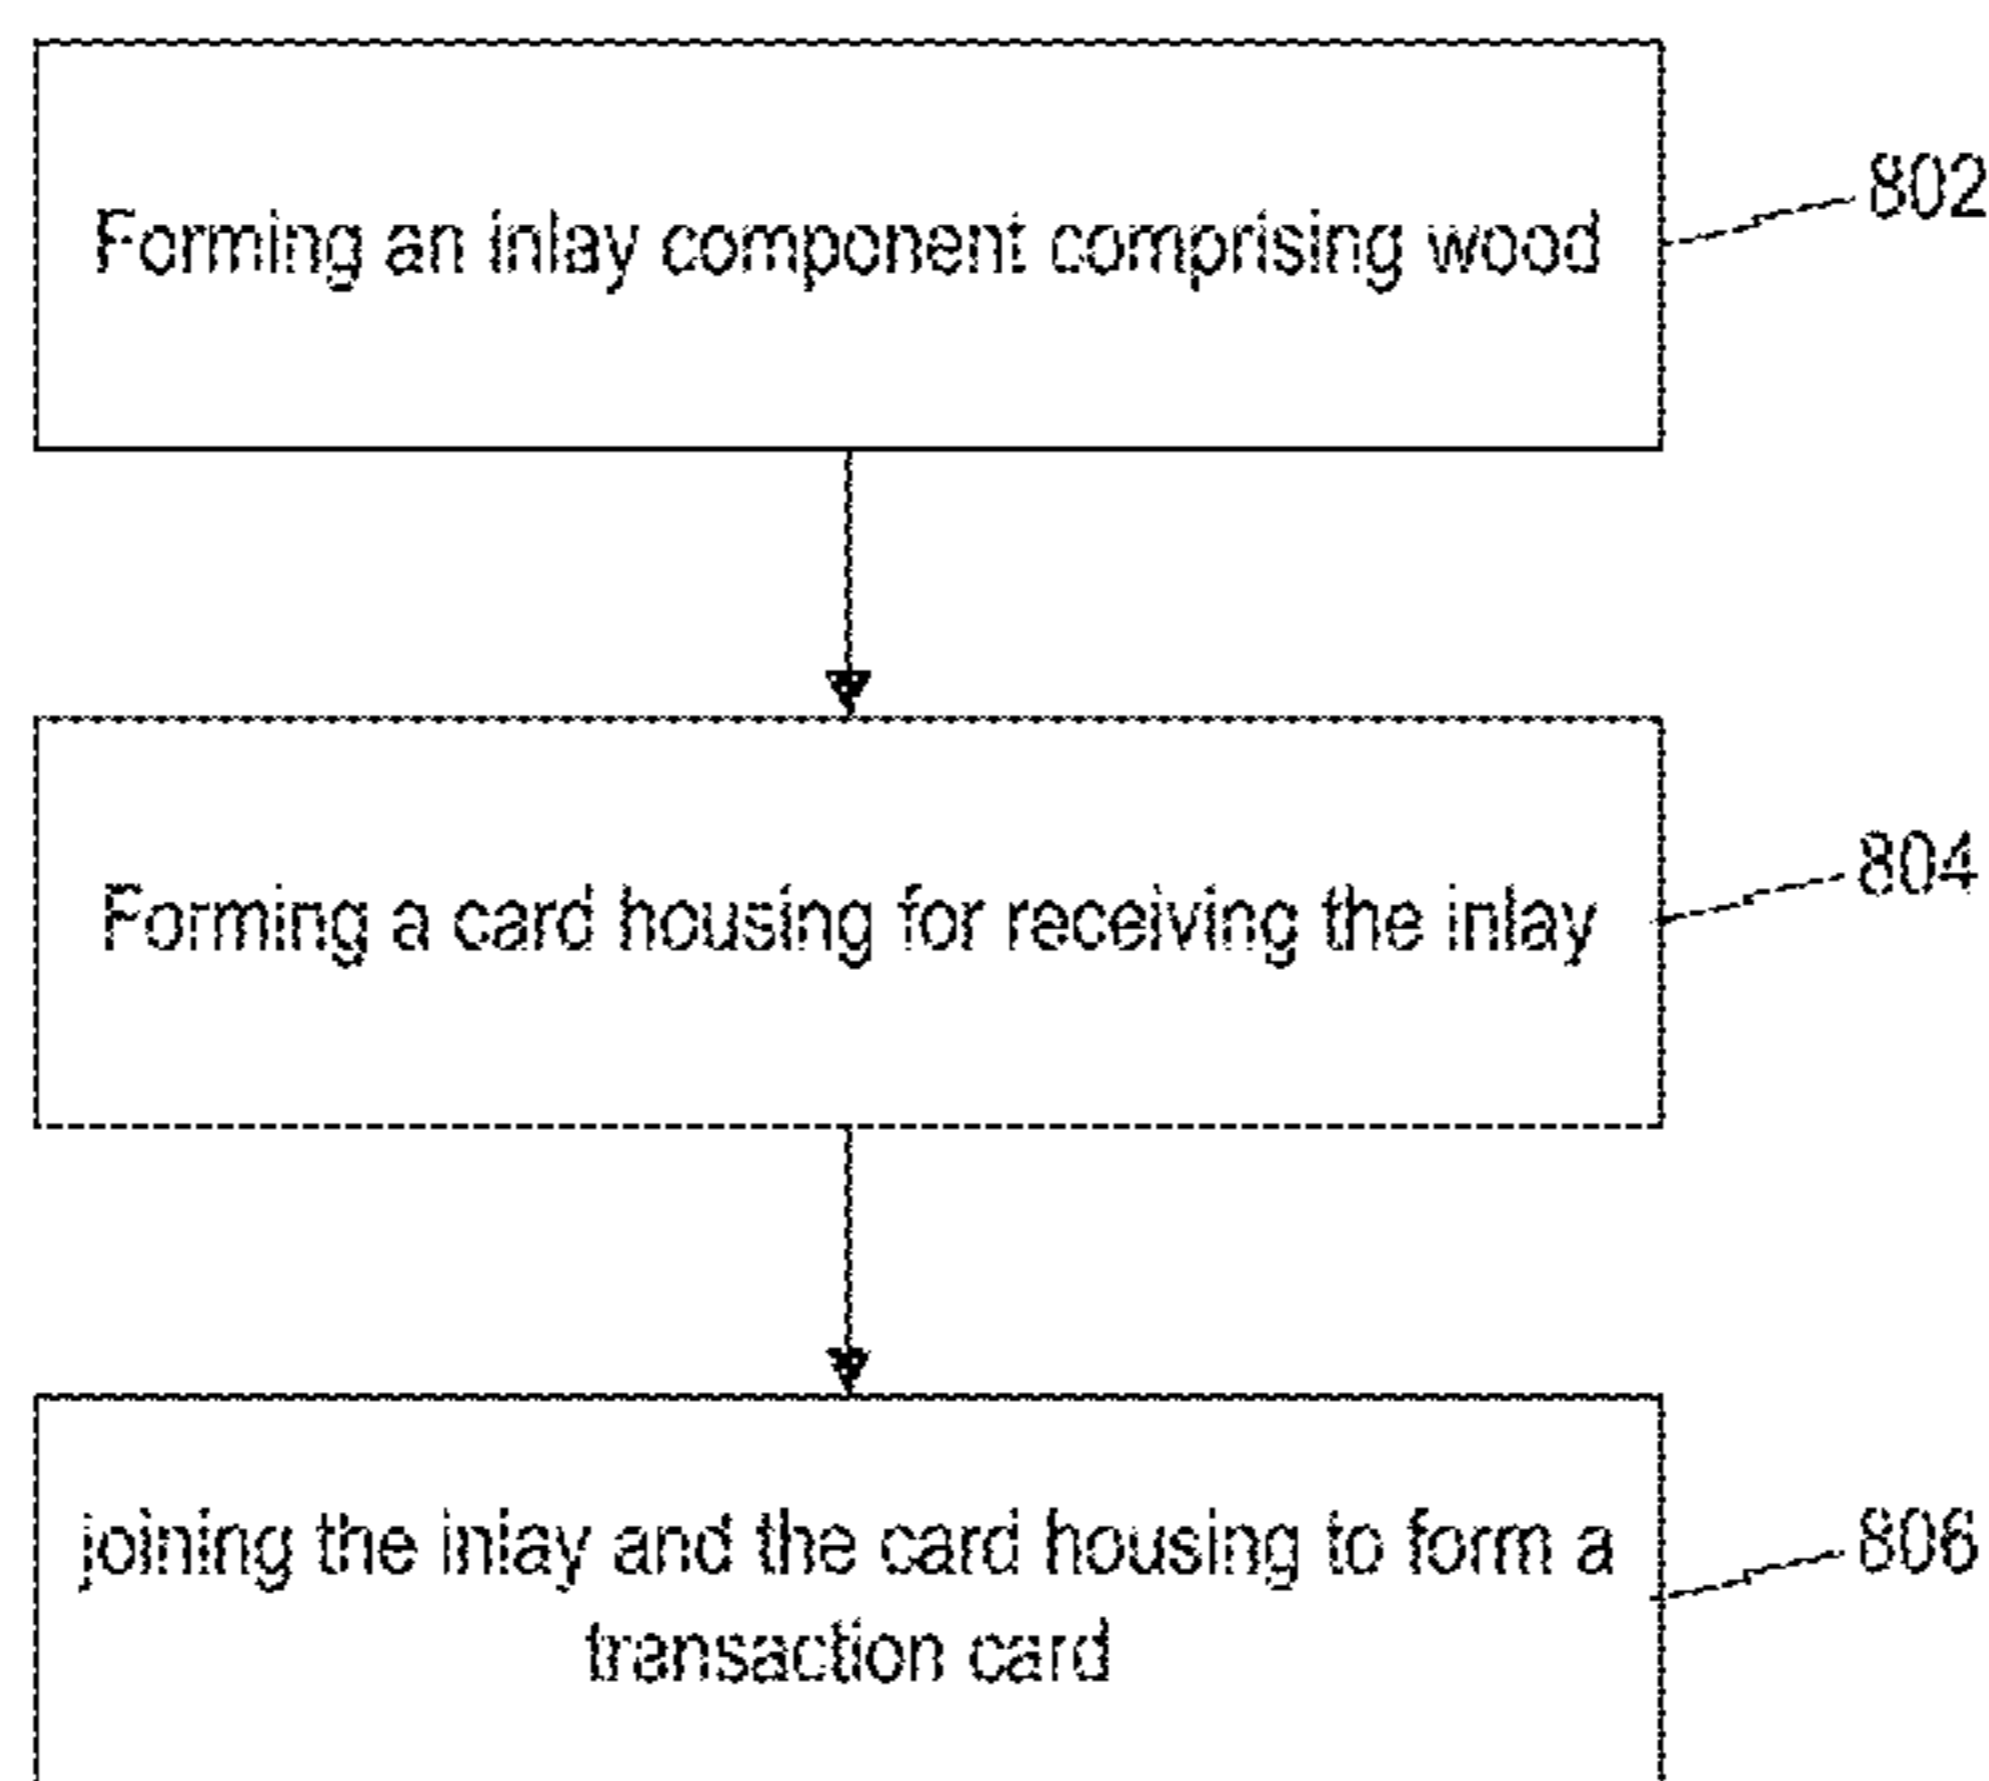 Forming an inlay component comprising wood
802
Forming a card housing for receiving the inlay
804
joining the inlay and the card housing to form a
transaction card
806